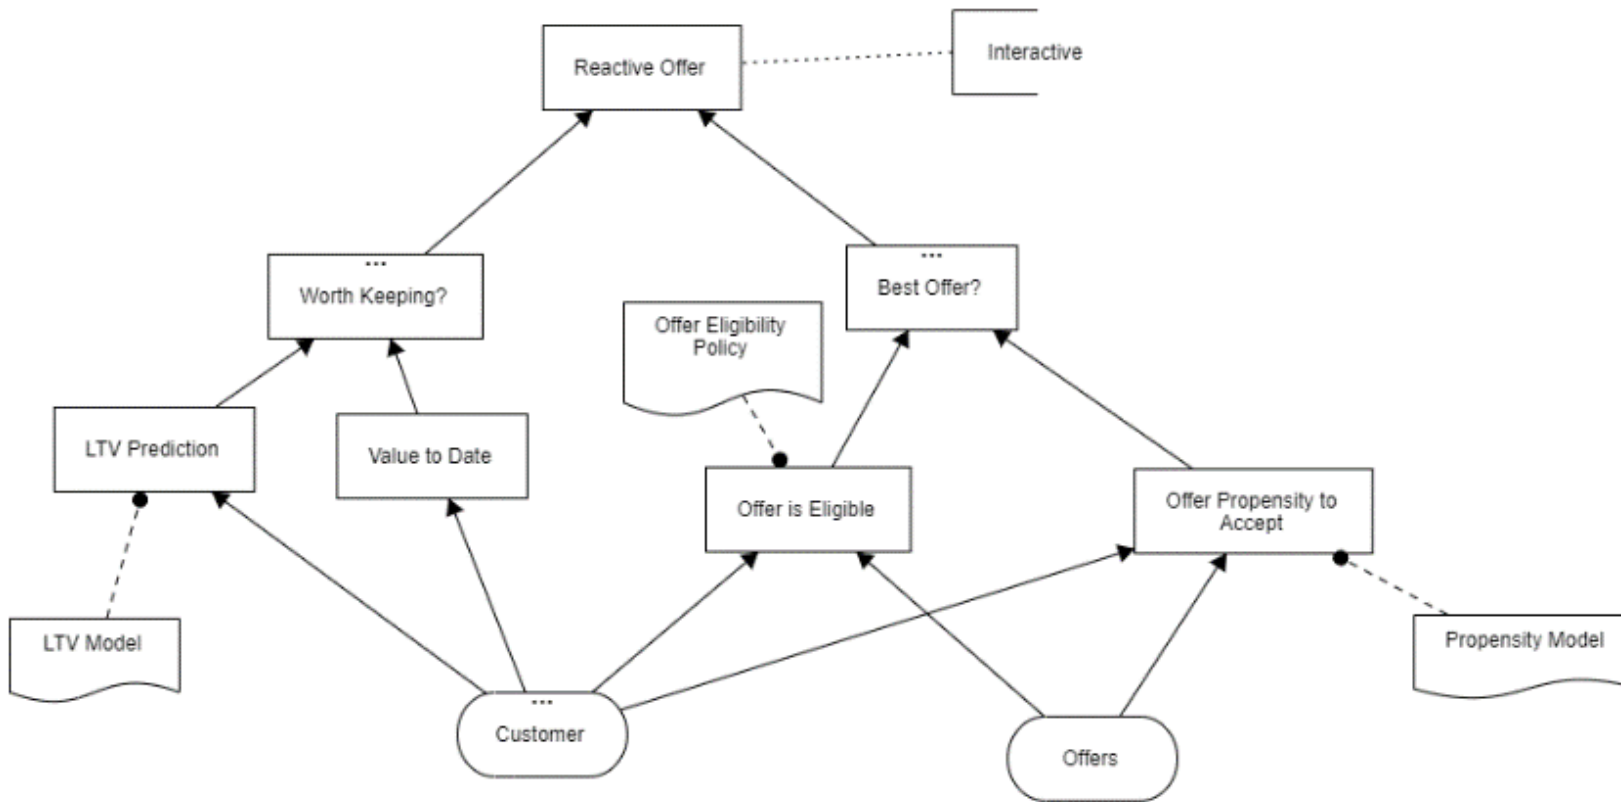 Reactive Offer
Interactive
Worth Keeping?
Best Offer?
Offer Eligibility
Policy
LTV Prediction
Value to Date
Offer is Eligible
Offer Propensity to
Accept
LTV Model
Propensity Model
Customer
Offers